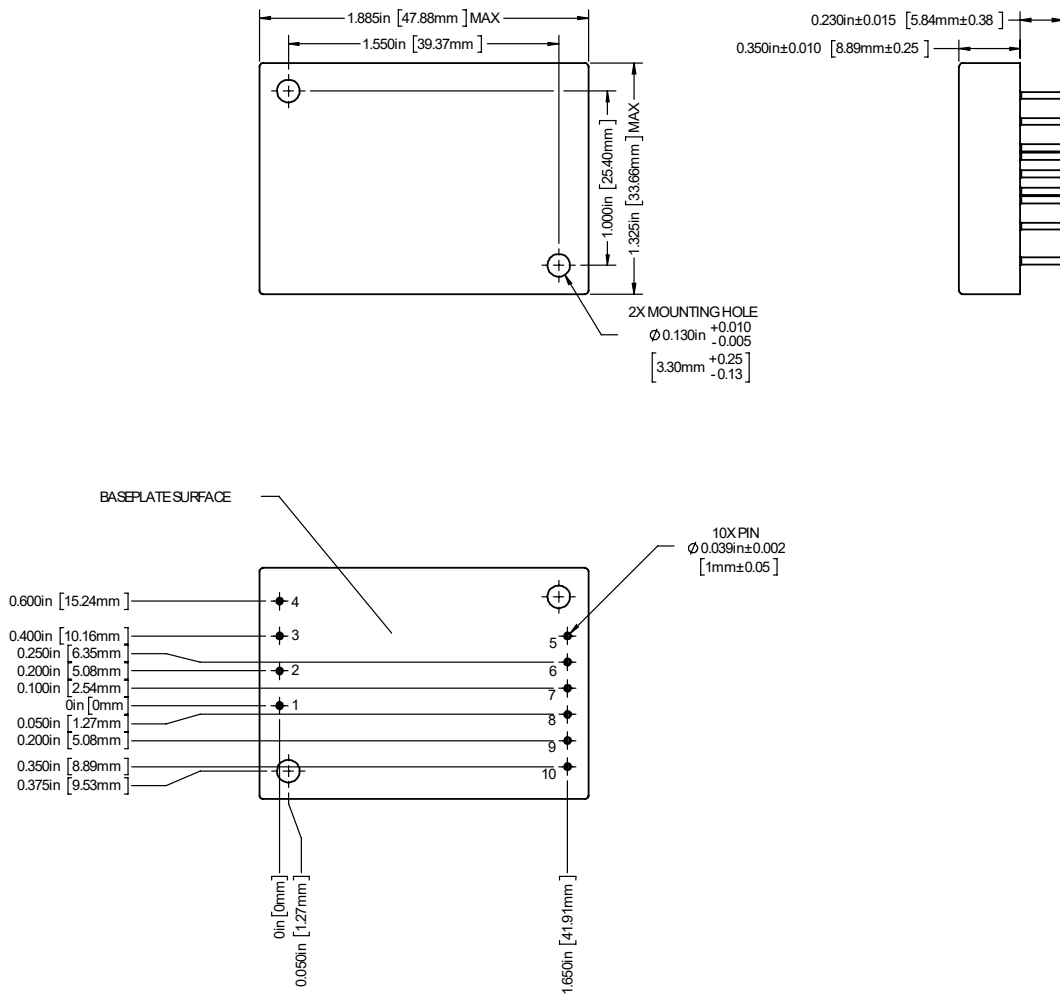 1.885in [47.88mm] MAX
1.550in [39.37mm]
0.230in±0.015 [5.84mm±0.38]
0.350in±0.010 [8.89mm±0.25]
1.000in [25.40mm]
1.325in [33.66mm] MAX
2X MOUNTING HOLE
Ø 0.130in +0.010 -0.005
[3.30mm +0.25 -0.13]
BASEPLATE SURFACE
10X PIN
Ø 0.039in±0.002
[1mm±0.05]
0.600in [15.24mm]
0.400in [10.16mm]
0.250in [6.35mm]
0.200in [5.08mm]
0.100in [2.54mm]
0in [0mm]
0.050in [1.27mm]
0.200in [5.08mm]
0.350in [8.89mm]
0.375in [9.53mm]
4
3
2
1
5
6
7
8
9
10
0in [0mm]
0.050in [1.27mm]
1.650in [41.91mm]